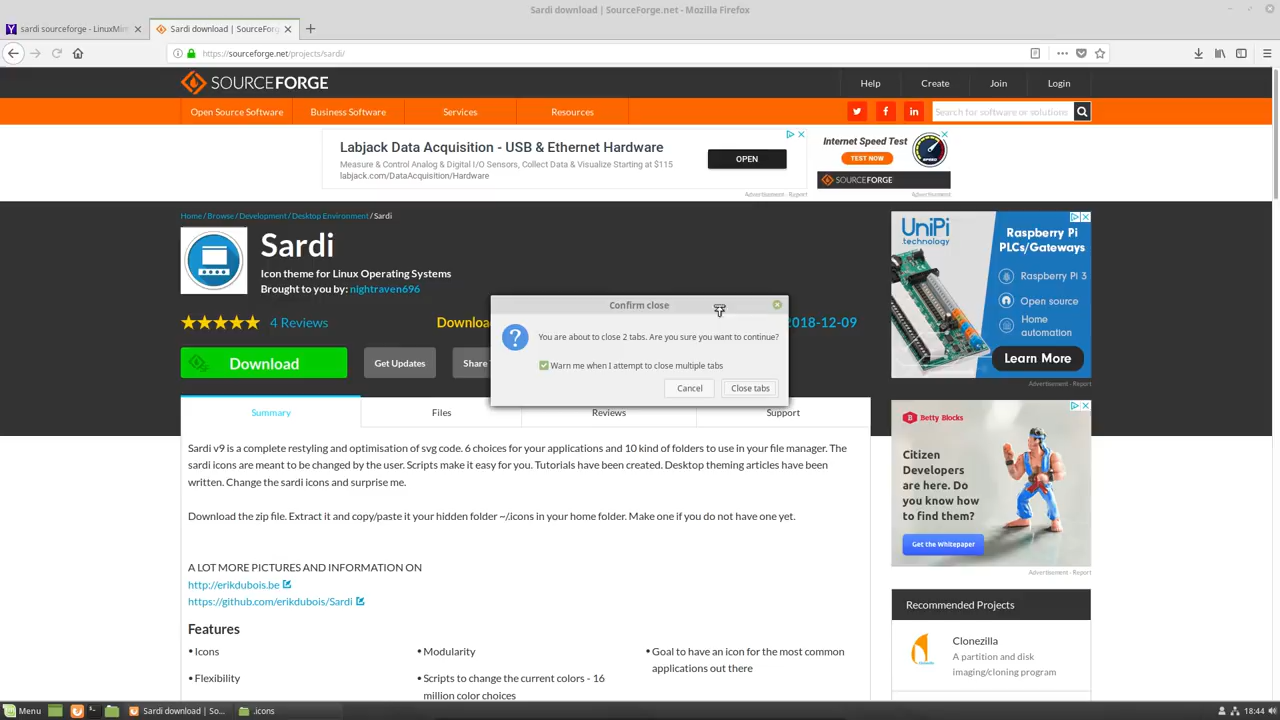 Sardi download | SourceForge.net - Mozilla Firefox
sardi sourceforge - LinuxMin
Sardi download | SourceForg
https://sourceforge.net/projects/sardi/
SOURCEFORGE
Help
Create
Join
Login
Open Source Software
Business Software
Services
Resources
Search for software or solutions
Labjack Data Acquisition - USB & Ethernet Hardware
Measure & Control Analog & Digital I/O Sensors, Collect Data & Visualize Starting at $115
labjack.com/DataAcquisition/Hardware
OPEN
Advertisement - Report
Internet Speed Test
TEST NOW
SPEED
SOURCEFORGE
Advertisement
Home / Browse / Development / Desktop Environment / Sardi
Sardi
Icon theme for Linux Operating Systems
Brought to you by: nightraven696
4 Reviews
Downloa
2018-12-09
Download
Get Updates
Share
Confirm close
You are about to close 2 tabs. Are you sure you want to continue?
Warn me when I attempt to close multiple tabs
Cancel
Close tabs
UniPi
.technology
Raspberry Pi
PLCs/Gateways
Raspberry Pi 3
Open source
Home
automation
Learn More
Advertisement - Report
Summary
Files
Reviews
Support
Sardi v9 is a complete restyling and optimisation of svg code. 6 choices for your applications and 10 kind of folders to use in your file manager. The
sardi icons are meant to be changed by the user. Scripts make it easy for you. Tutorials have been created. Desktop theming articles have been
written. Change the sardi icons and surprise me.
Download the zip file. Extract it and copy/paste it your hidden folder ~/.icons in your home folder. Make one if you do not have one yet.
A LOT MORE PICTURES AND INFORMATION ON
http://erikdubois.be
https://github.com/erikdubois/Sardi
Features
• Icons
• Modularity
• Goal to have an icon for the most common
applications out there
• Flexibility
• Scripts to change the current colors - 16
million color choices
Betty Blocks
Citizen
Developers
are here. Do
you know how
to find them?
Get the Whitepaper
Advertisement - Report
Recommended Projects
Clonezilla
A partition and disk
imaging/cloning program
Menu
Sardi download | So...
.icons
18:44